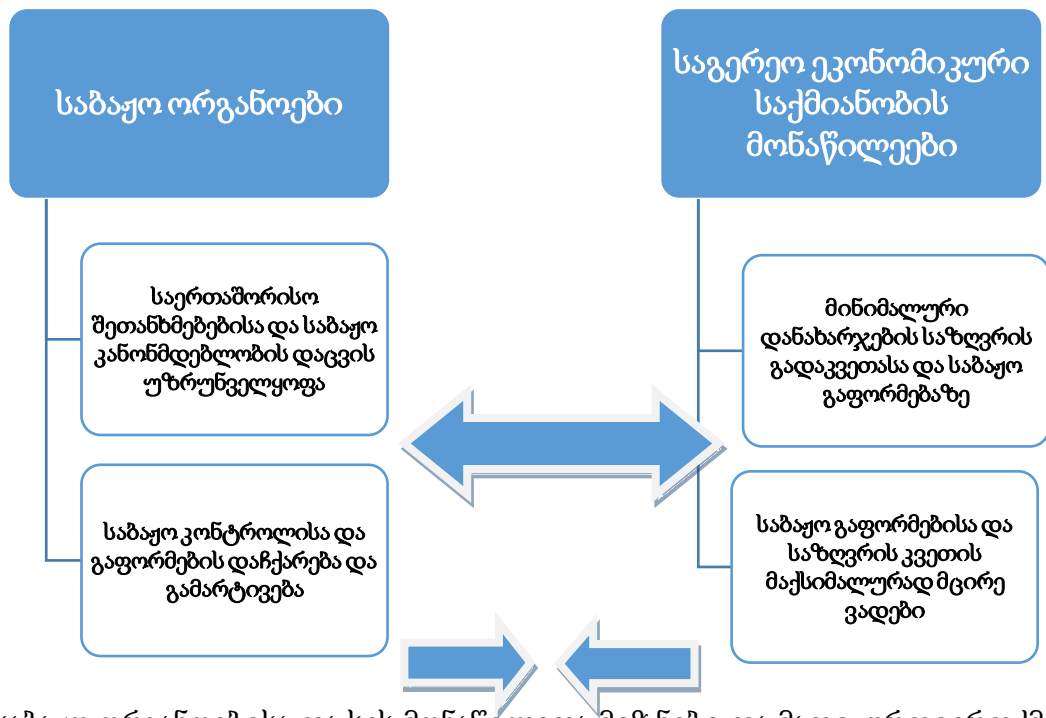 საბაჟო ორგანოები
საერთაშორისო
შეთანხმებებისა და საბაჟო
კანონმდებლობის დაცვის
უზრუნველყოფა
საბაჟო კონტროლისა და
გაფორმების დაჩქარება და
გამარტივება
საგერეო ეკონომიკური
საქმიანობის
მონაწილეები
მინიმალური
დანახარჯების საზღვრის
გადაკვეთასა და საბაჟო
გაფორმებაზე
საბაჟო გაფორმებისა და
საზღვრის კვეთის
მაქსიმალურად მცირე
ვადები